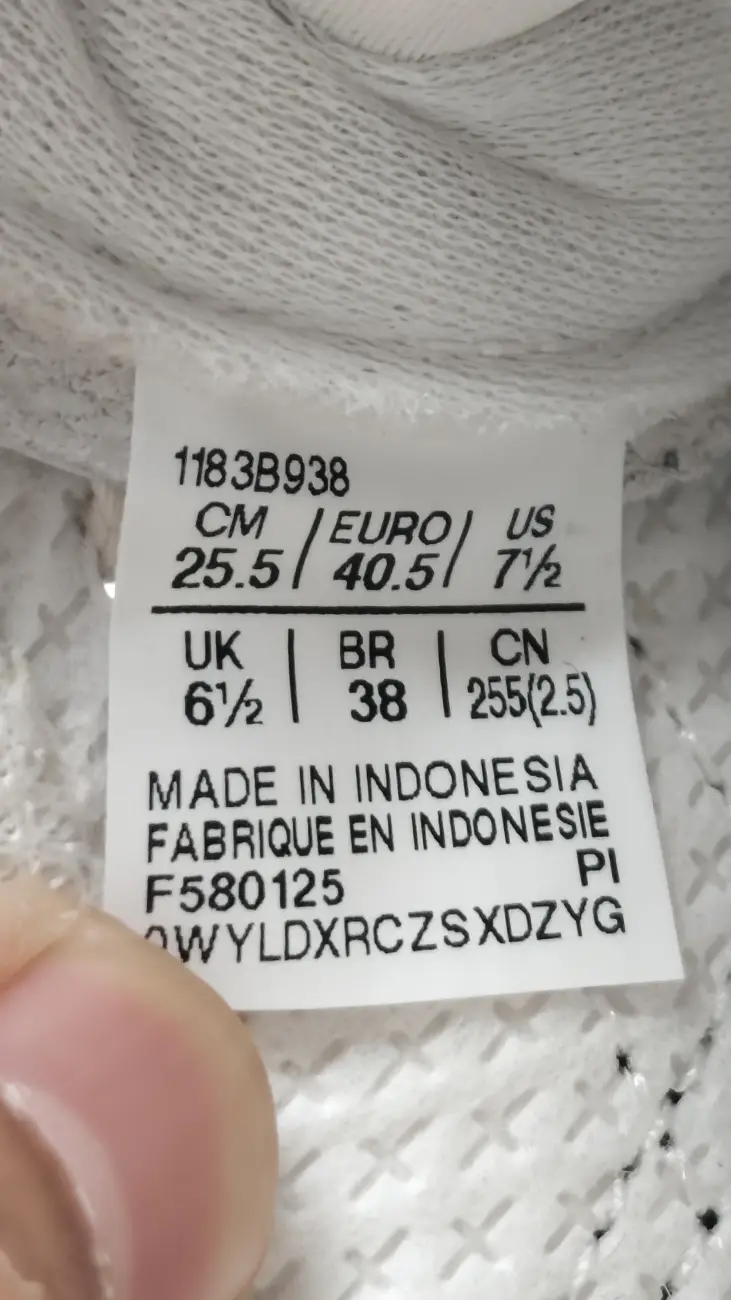 1183B938
CM / EURO / US
25.5 / 40.5 / 7½
UK | BR | CN
6½ | 38 | 255(2.5)
MADE IN INDONESIA
FABRIQUE EN INDONESIE
F580125 PI